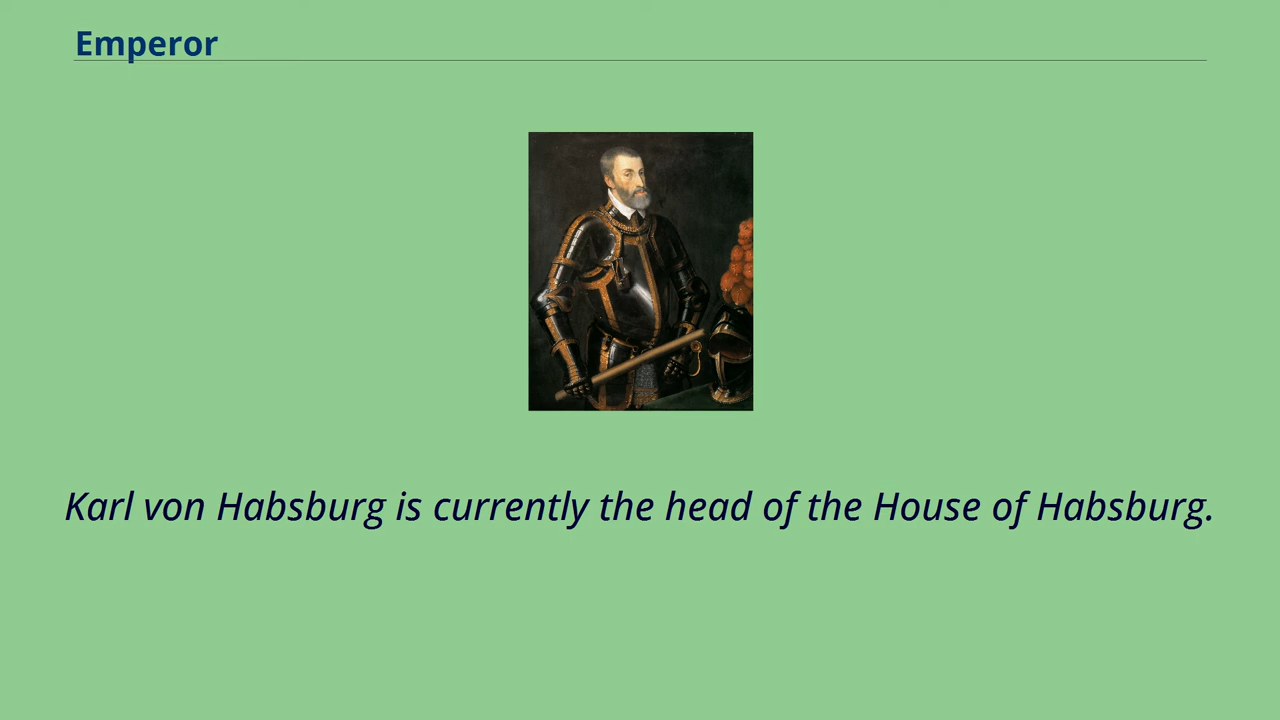 Emperor
Karl von Habsburg is currently the head of the House of Habsburg.